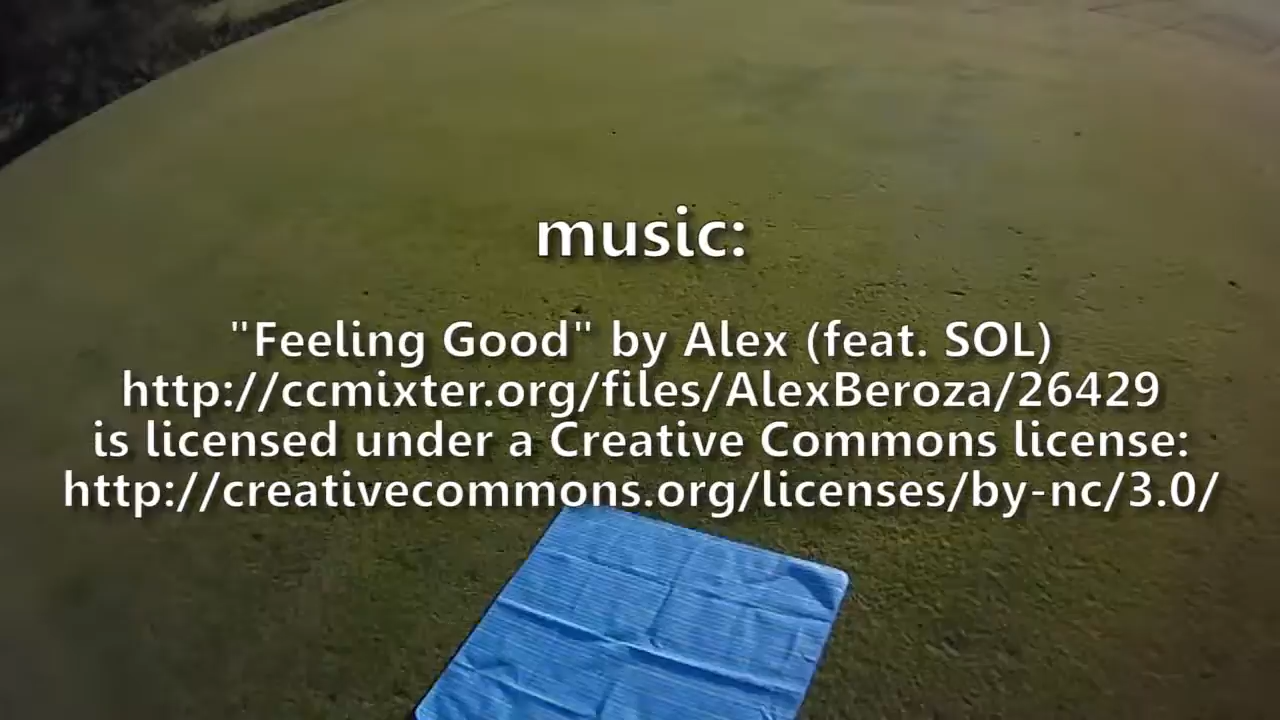 music:
"Feeling Good" by Alex (feat. SOL)
http://ccmixter.org/files/AlexBeroza/26429
is licensed under a Creative Commons license:
http://creativecommons.org/licenses/by-nc/3.0/